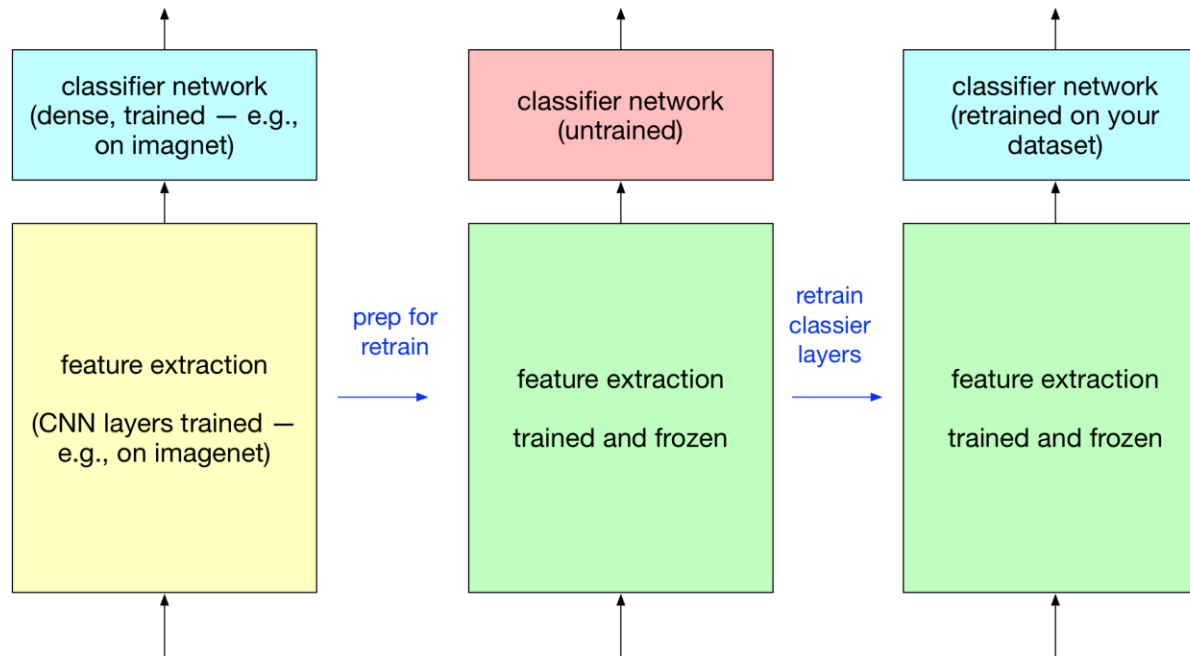 classifier network
(dense, trained — e.g.,
on imagnet)
classifier network
(untrained)
classifier network
(retrained on your
dataset)
feature extraction
(CNN layers trained —
e.g., on imagenet)
prep for
retrain
feature extraction
trained and frozen
retrain
classier
layers
feature extraction
trained and frozen